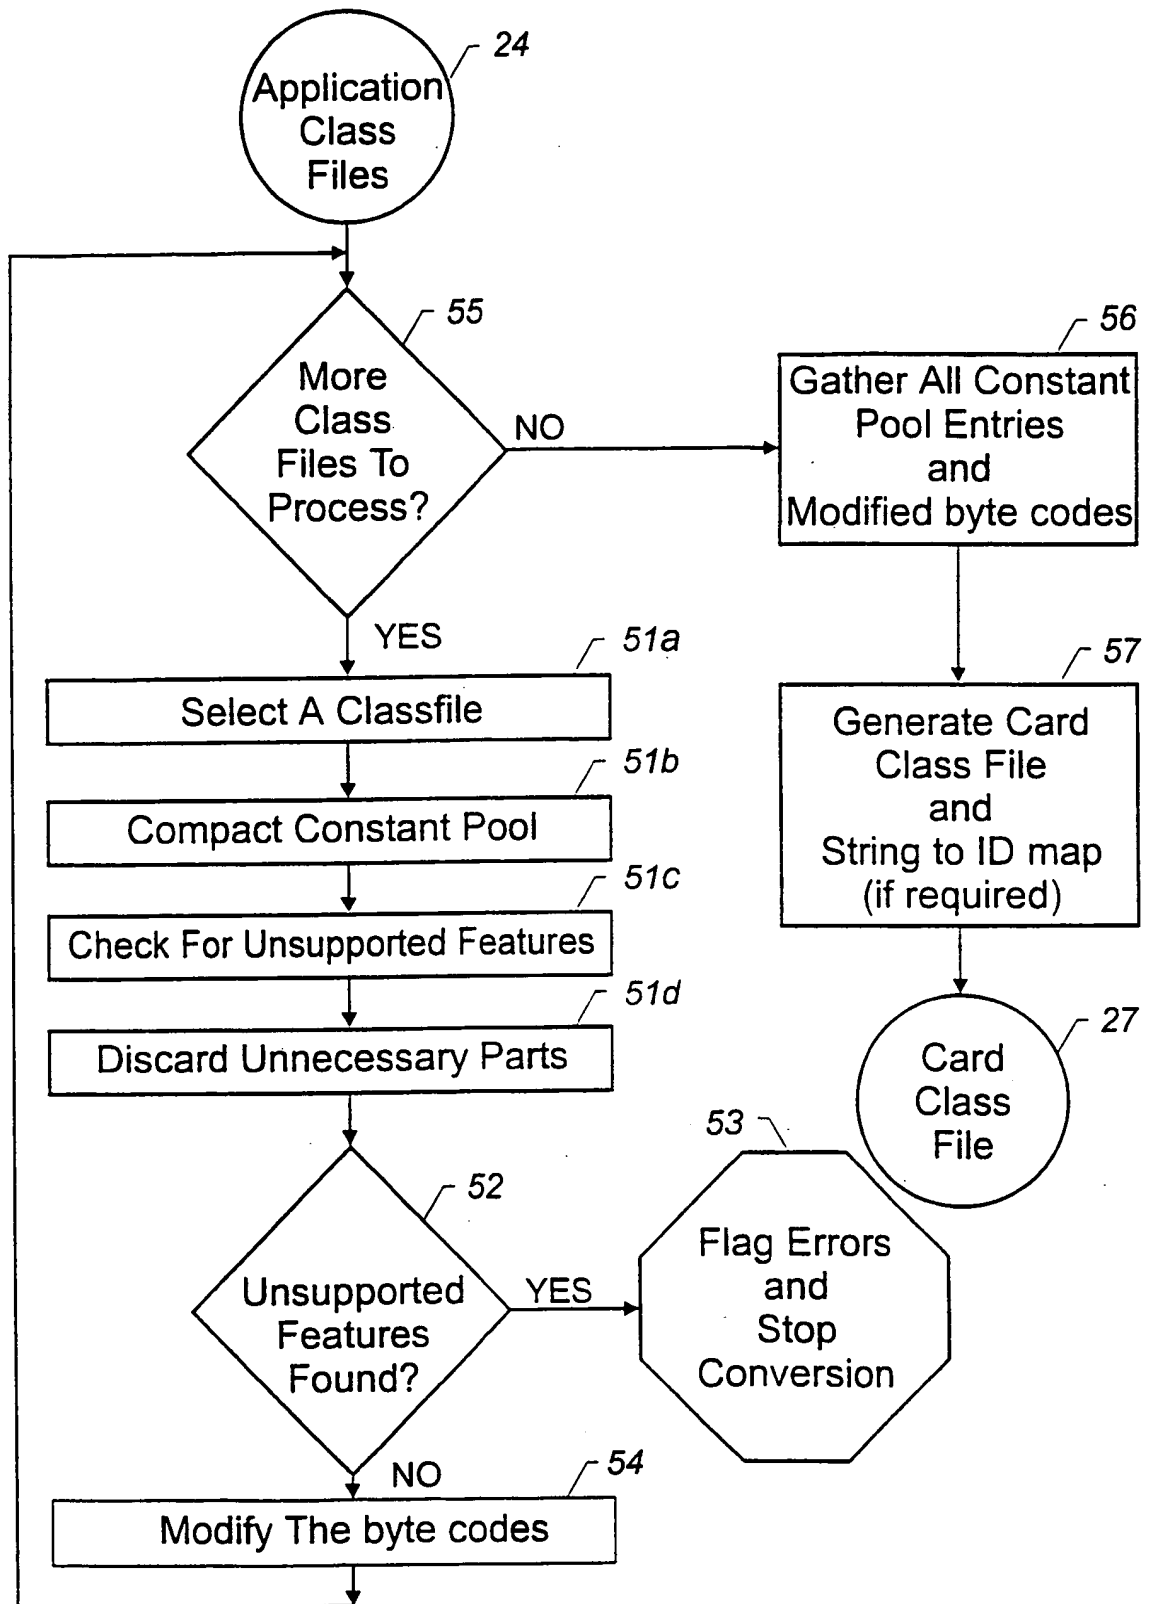 24
Application
Class
Files
55
More
Class
Files To
Process?
NO
56
Gather All Constant
Pool Entries
and
Modified byte codes
YES
51a
Select A Classfile
57
Generate Card
Class File
and
String to ID map
(if required)
51b
Compact Constant Pool
51c
Check For Unsupported Features
51d
Discard Unnecessary Parts
27
Card
Class
File
52
Unsupported
Features
Found?
YES
53
Flag Errors
and
Stop
Conversion
NO
54
Modify The byte codes